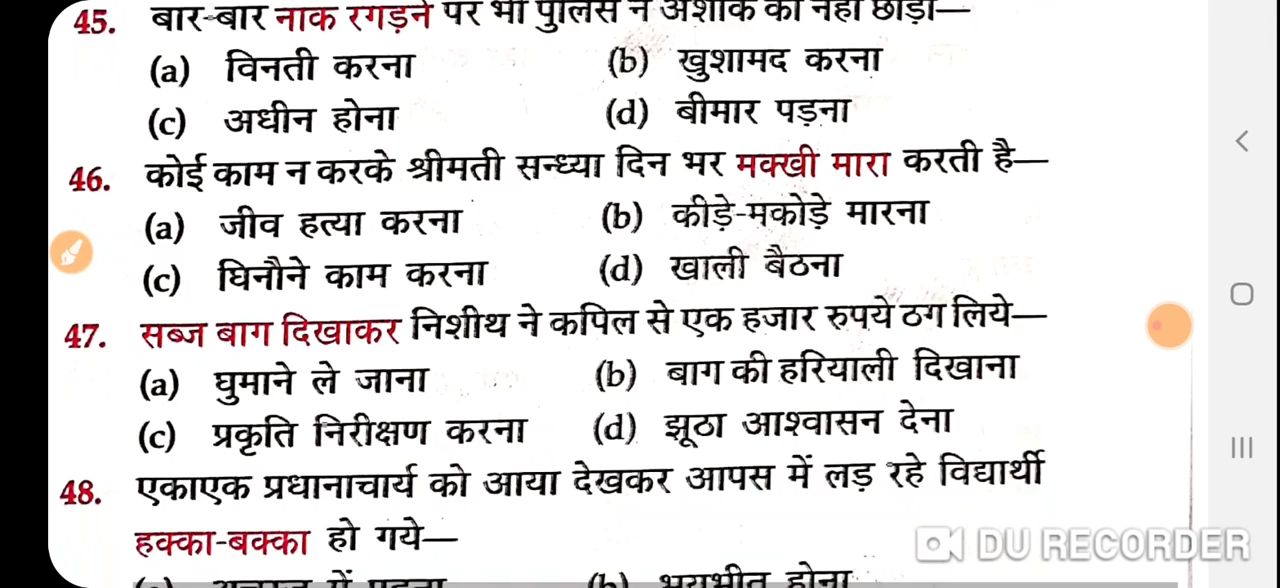 45. बार-बार नाक रगड़ने पर भी पुलिस ने अशोक को नहीं छोड़ा—
(a) विनती करना (b) खुशामद करना
(c) अधीन होना (d) बीमार पड़ना
46. कोई काम न करके श्रीमती सन्ध्या दिन भर मक्खी मारा करती है—
(a) जीव हत्या करना (b) कीड़े-मकोड़े मारना
(c) घिनौने काम करना (d) खाली बैठना
47. सब्ज बाग दिखाकर निशीथ ने कपिल से एक हजार रुपये ठग लिये—
(a) घुमाने ले जाना (b) बाग की हरियाली दिखाना
(c) प्रकृति निरीक्षण करना (d) झूठा आश्वासन देना
48. एकाएक प्रधानाचार्य को आया देखकर आपस में लड़ रहे विद्यार्थी
हक्का-बक्का हो गये—
DU RECORDER
(a) में पड़ना (b) भयभीत होना